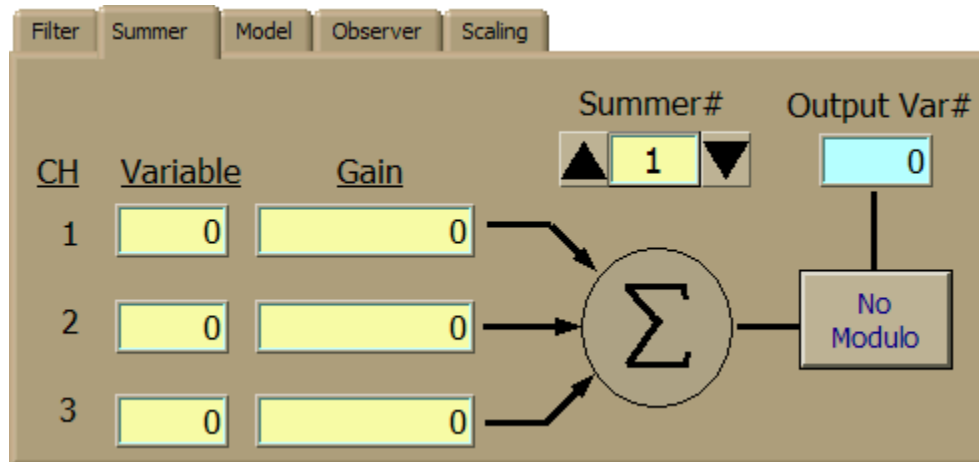 Filter Summer Model Observer Scaling
Summer# Output Var#
1 0
CH Variable Gain
1 0 0
2 0 0
3 0 0
Σ
No
Modulo